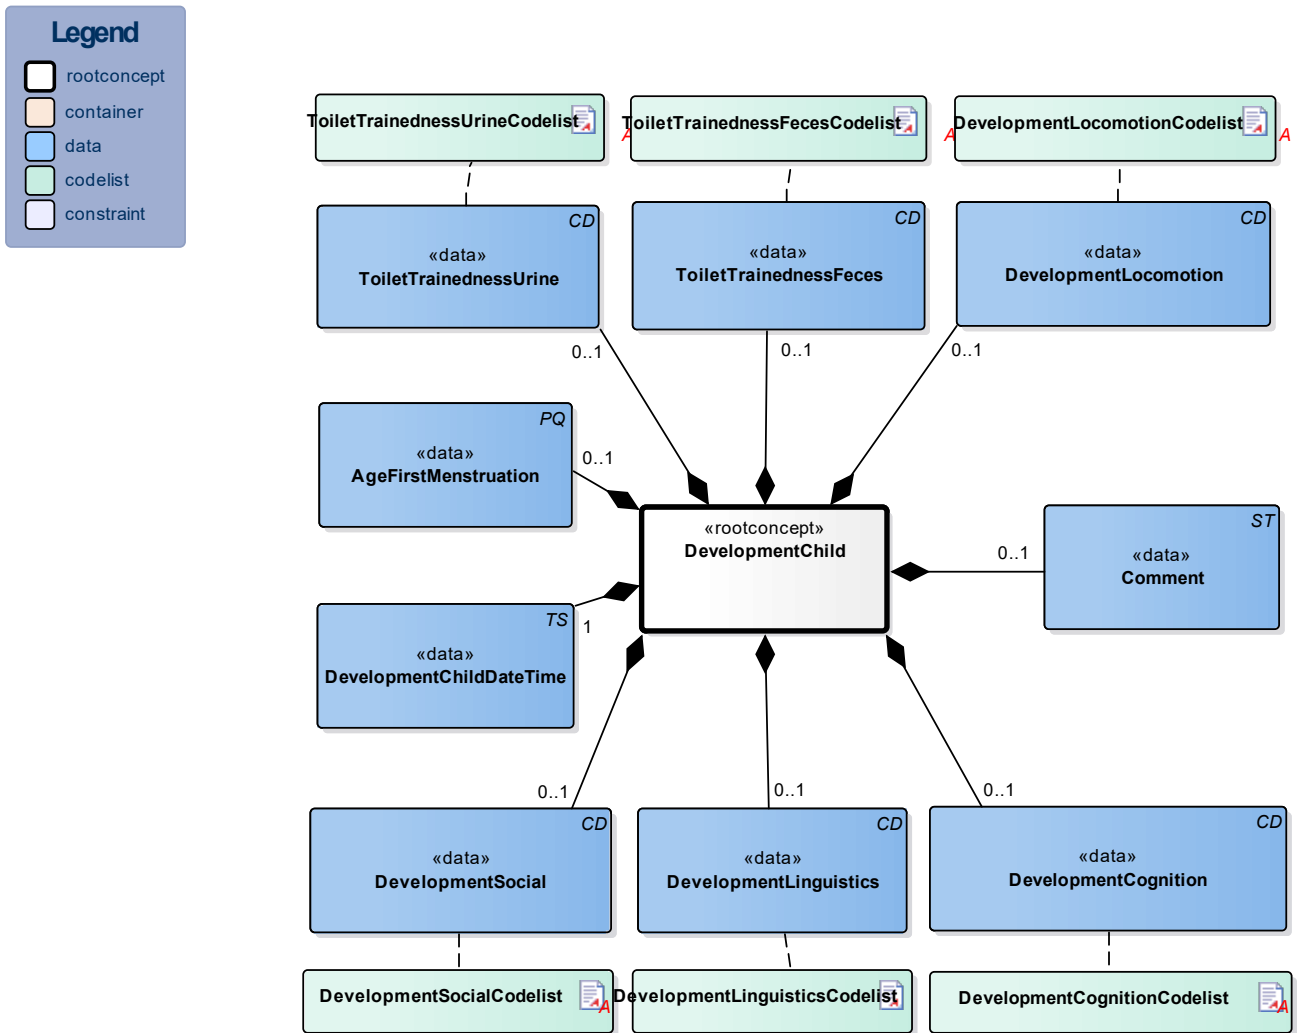 Legend
rootconcept
container
data
codelist
constraint
ToiletTrainednessUrineCodelist
A
ToiletTrainednessFecesCodelist
A
DevelopmentLocomotionCodelist
A
CD
«data»
ToiletTrainednessUrine
CD
«data»
ToiletTrainednessFeces
CD
«data»
DevelopmentLocomotion
0..1
0..1
0..1
PQ
«data»
AgeFirstMenstruation
0..1
«rootconcept»
DevelopmentChild
ST
«data»
Comment
0..1
TS
«data»
DevelopmentChildDateTime
1
0..1
0..1
0..1
CD
«data»
DevelopmentSocial
CD
«data»
DevelopmentLinguistics
CD
«data»
DevelopmentCognition
DevelopmentSocialCodelist
A
DevelopmentLinguisticsCodelist
DevelopmentCognitionCodelist
A